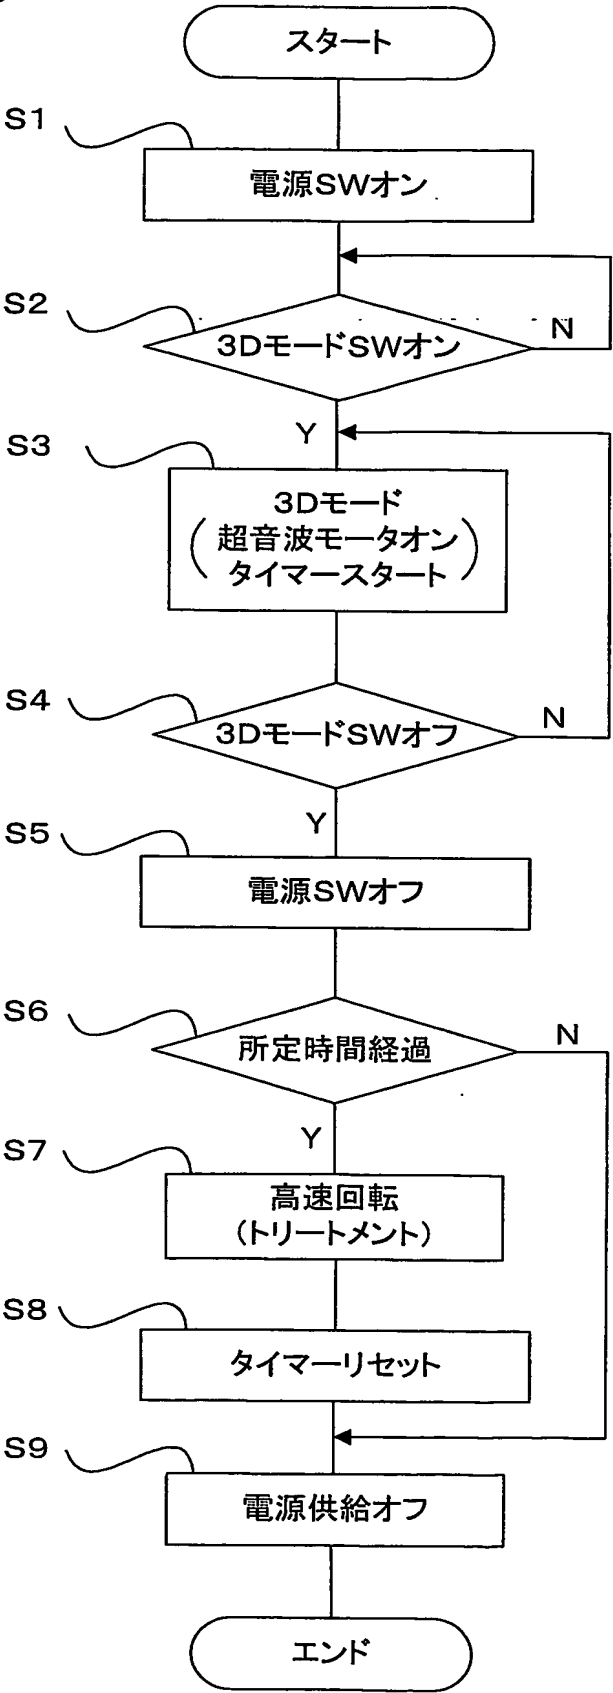 スタート
S1
電源SWオン
S2
3DモードSWオン
N
Y
S3
3Dモード
(超音波モータオン
タイマースタート)
S4
3DモードSWオフ
N
Y
S5
電源SWオフ
S6
所定時間経過
N
Y
S7
高速回転
(トリートメント)
S8
タイマーリセット
S9
電源供給オフ
エンド